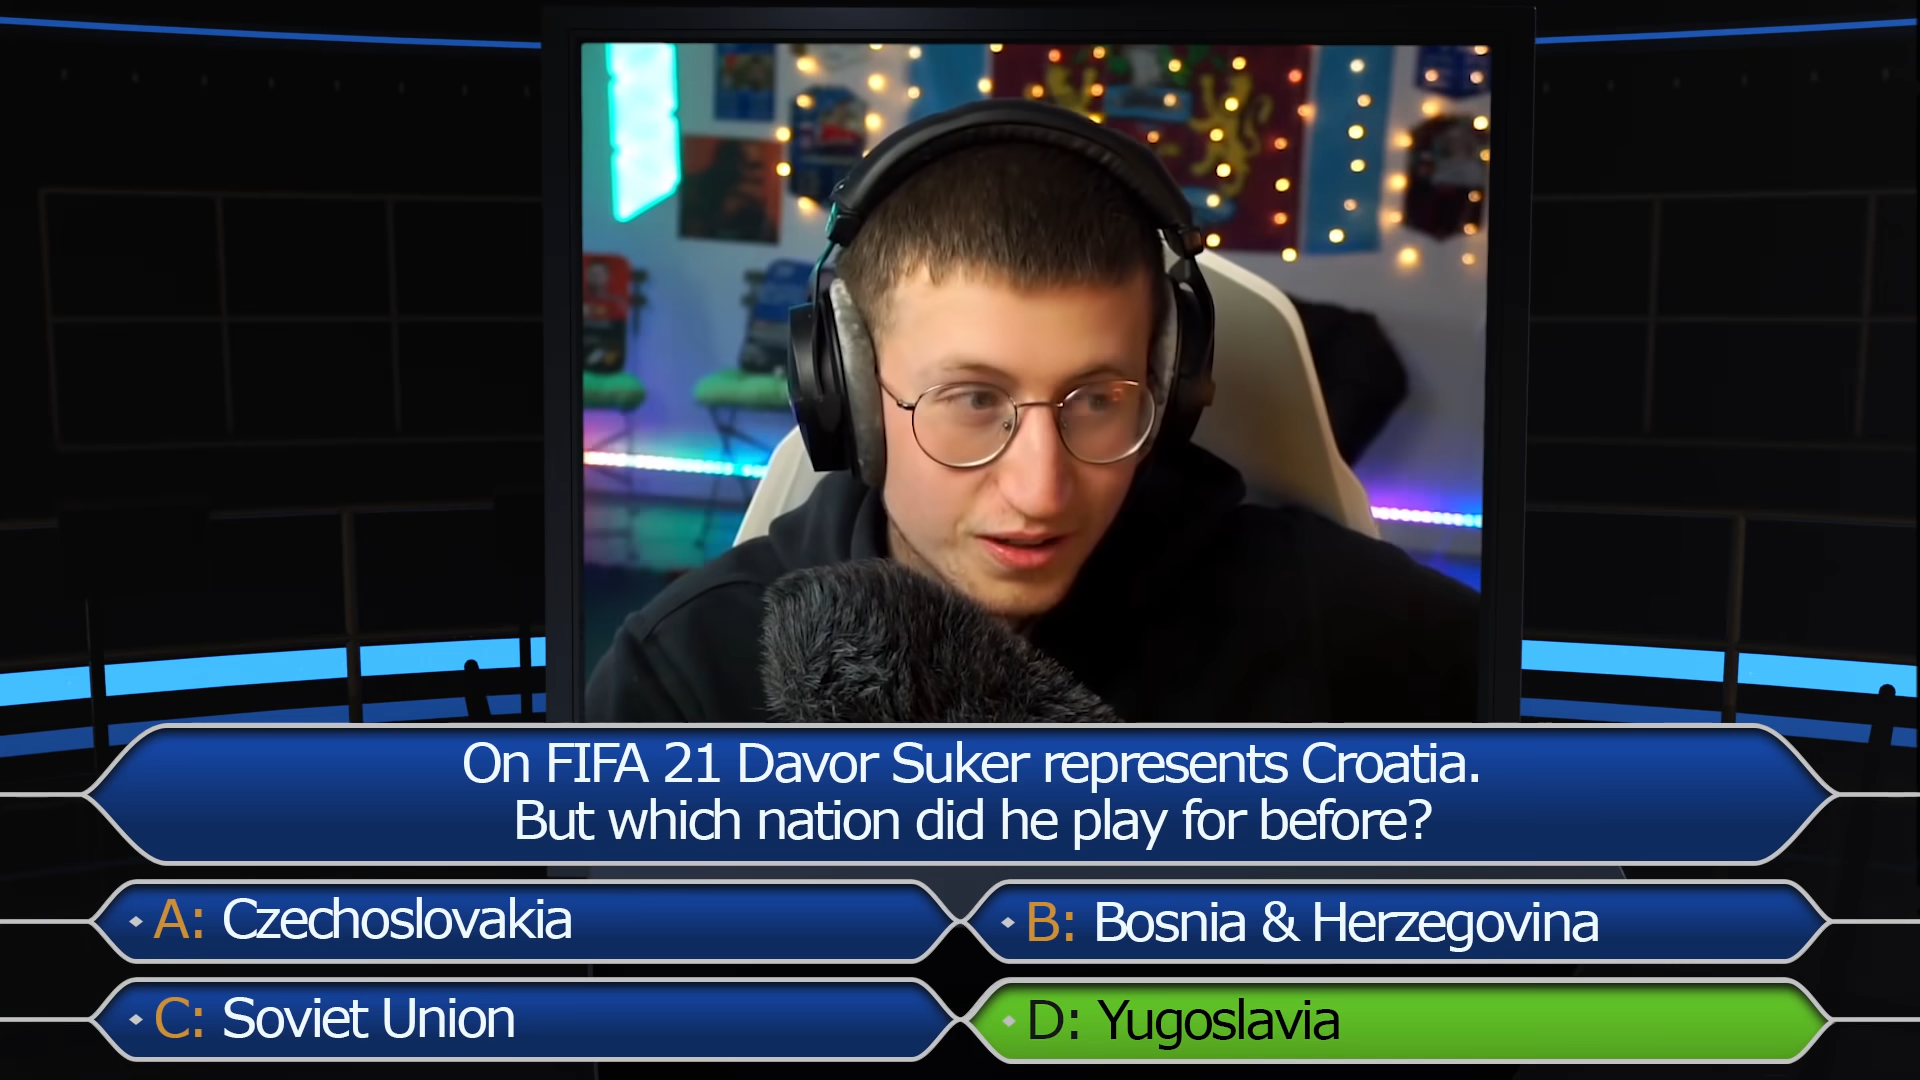 On FIFA 21 Davor Suker represents Croatia.
But which nation did he play for before?
A: Czechoslovakia
B: Bosnia & Herzegovina
C: Soviet Union
D: Yugoslavia